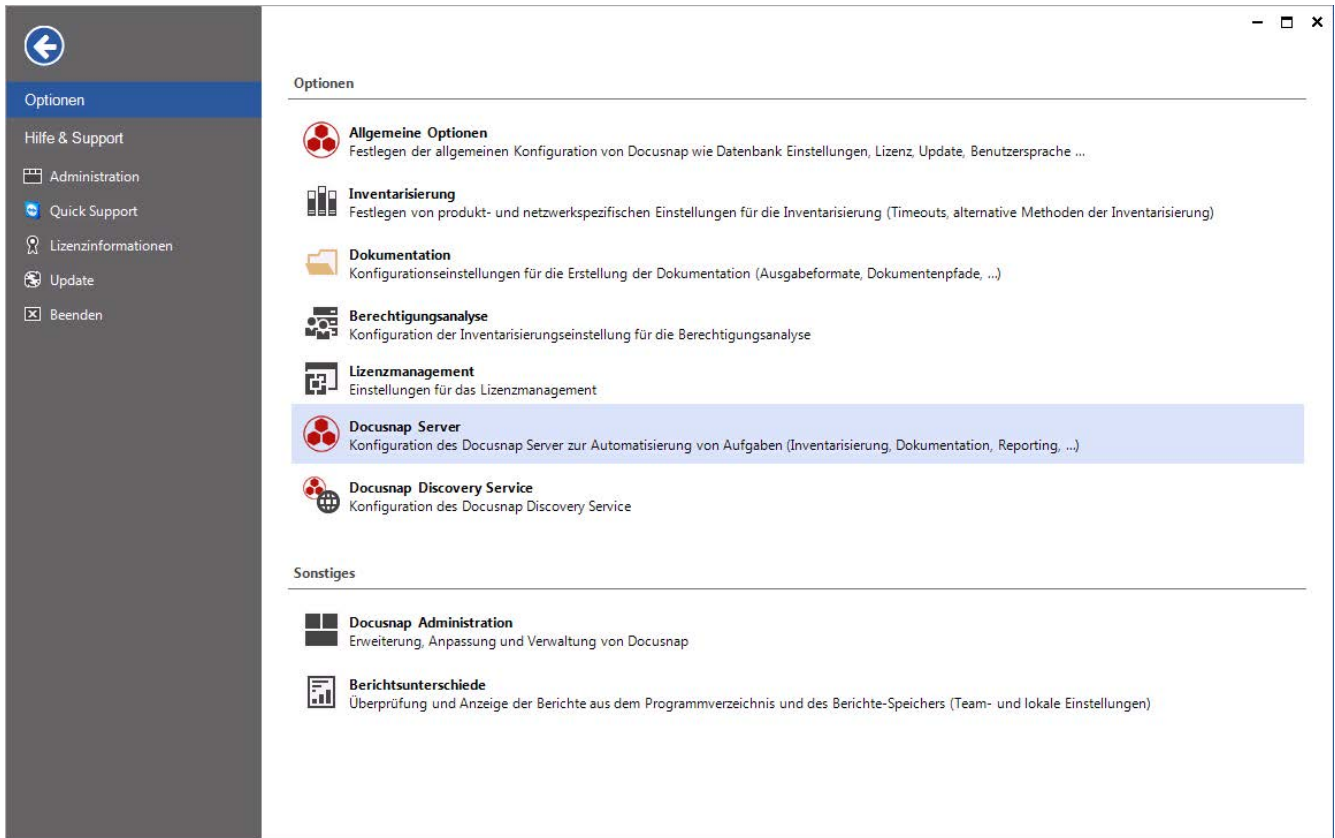 Optionen
Hilfe & Support
Administration
Quick Support
Lizenzinformationen
Update
Beenden
Optionen
Allgemeine Optionen
Festlegen der allgemeinen Konfiguration von Docusnap wie Datenbank Einstellungen, Lizenz, Update, Benutzersprache ...
Inventarisierung
Festlegen von produkt- und netzwerkspezifischen Einstellungen für die Inventarisierung (Timeouts, alternative Methoden der Inventarisierung)
Dokumentation
Konfigurationseinstellungen für die Erstellung der Dokumentation (Ausgabeformate, Dokumentenpfade, ...)
Berechtigungsanalyse
Konfiguration der Inventarisierungseinstellung für die Berechtigungsanalyse
Lizenzmanagement
Einstellungen für das Lizenzmanagement
Docusnap Server
Konfiguration des Docusnap Server zur Automatisierung von Aufgaben (Inventarisierung, Dokumentation, Reporting, ...)
Docusnap Discovery Service
Konfiguration des Docusnap Discovery Service
Sonstiges
Docusnap Administration
Erweiterung, Anpassung und Verwaltung von Docusnap
Berichtsunterschiede
Überprüfung und Anzeige der Berichte aus dem Programmverzeichnis und des Berichte-Speichers (Team- und lokale Einstellungen)